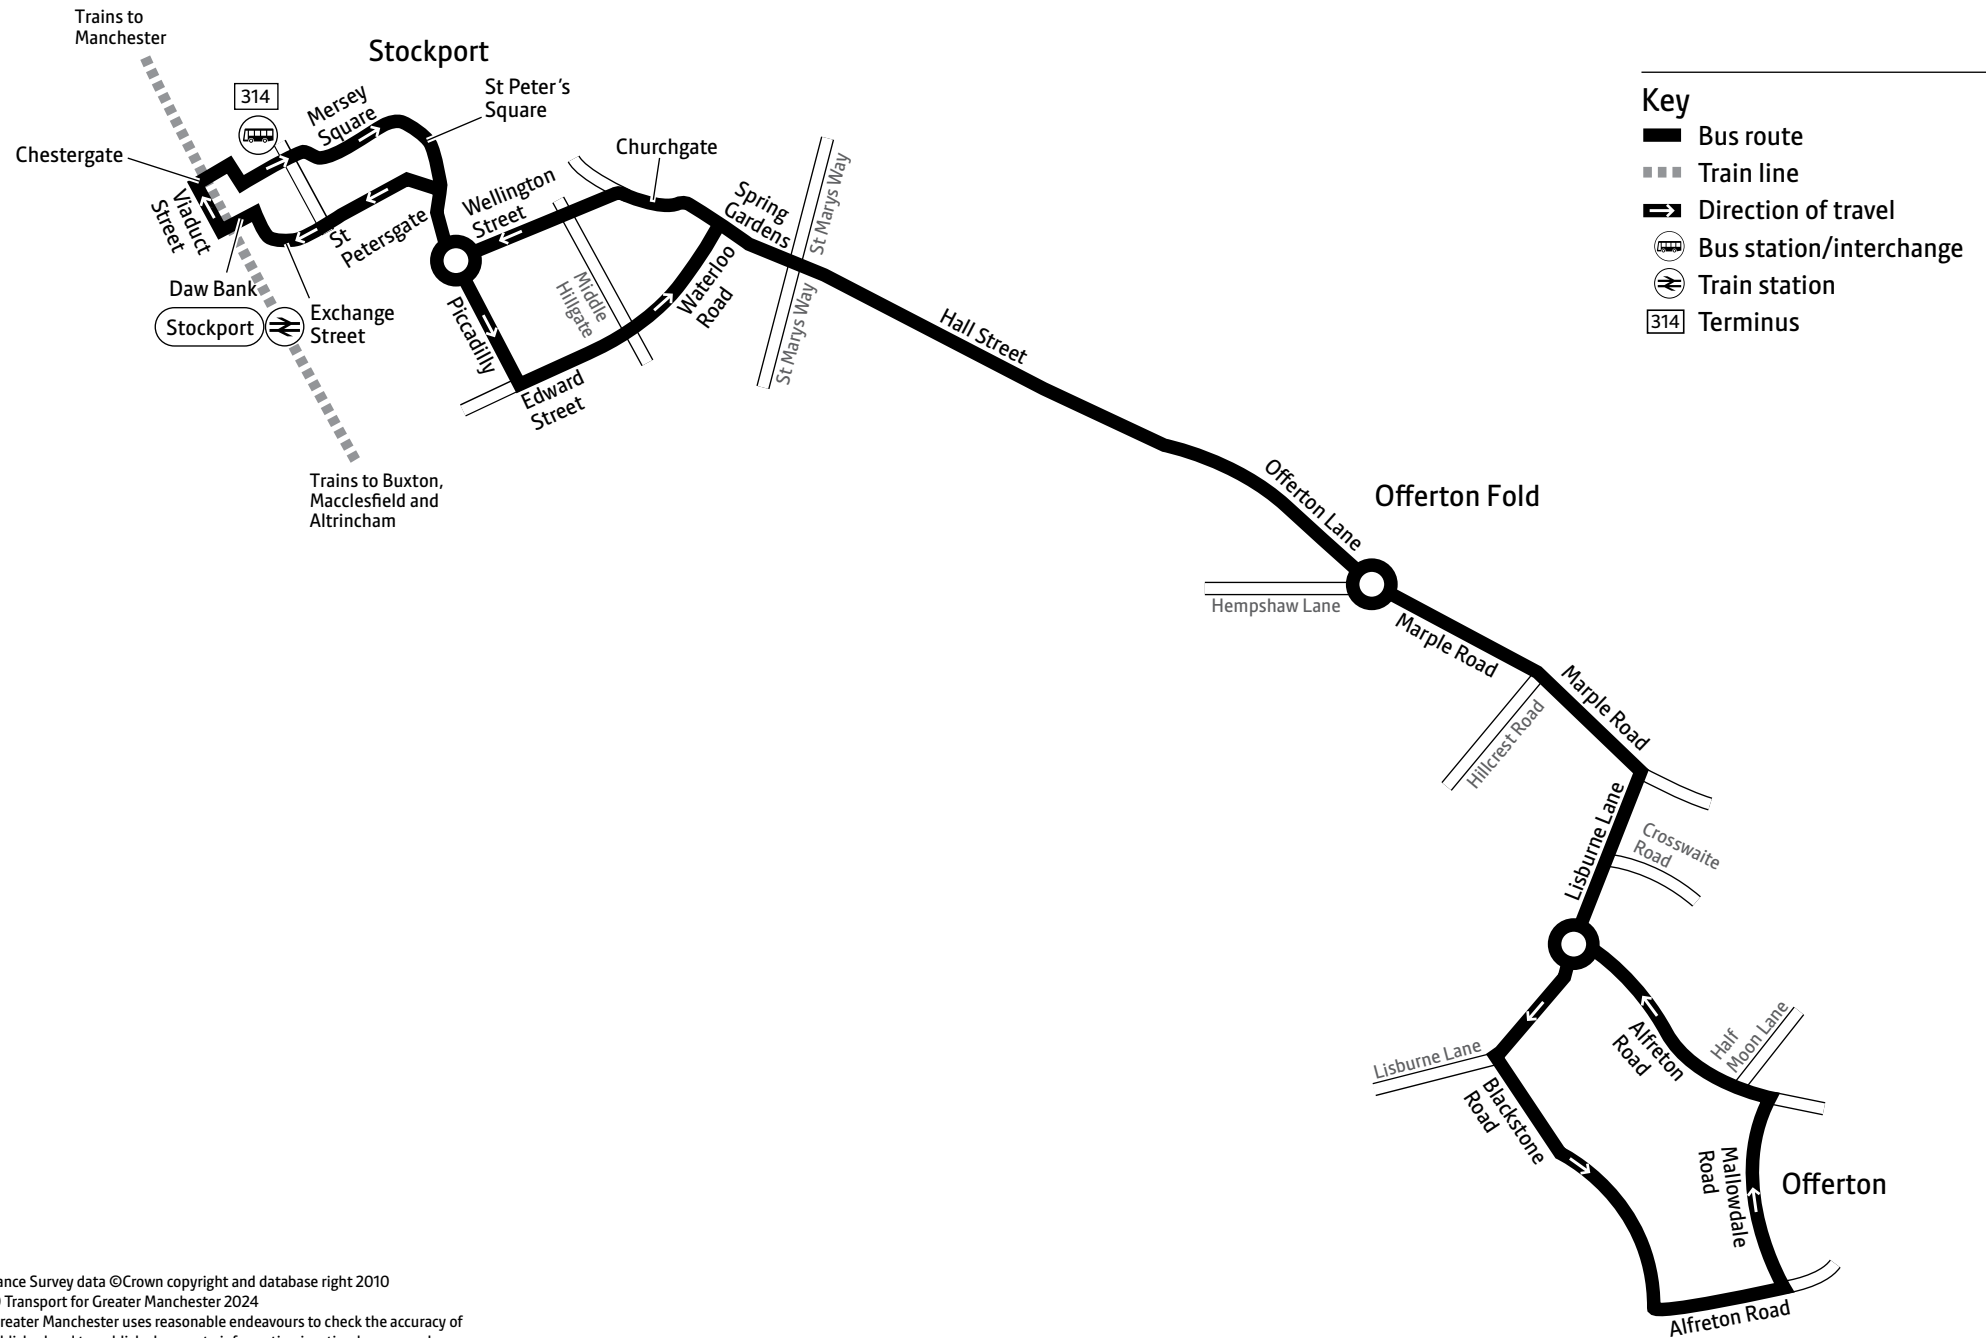 Trains to
Manchester
Stockport
314
Mersey
Square
St Peter's
Square
Chestergate
Viaduct
Street
St
Petersgate
Daw Bank
Stockport
Exchange
Street
Wellington
Street
Churchgate
Spring
Gardens
St Marys Way
St Marys Way
Middle
Hillgate
Waterloo
Road
Piccadilly
Edward
Street
Hall Street
Trains to Buxton,
Macclesfield and
Altrincham
Key
Bus route
Train line
Direction of travel
Bus station/interchange
Train station
314 Terminus
Offerton Lane
Offerton Fold
Hempshaw Lane
Marple Road
Marple Road
Hillcrest Road
Lisburne Lane
Crosswaite
Road
Alfreton
Road
Half
Moon Lane
Lisburne Lane
Blackstone
Road
Mallowdale
Road
Offerton
Alfreton Road
ance Survey data ©Crown copyright and database right 2010
Transport for Greater Manchester 2024
reater Manchester uses reasonable endeavours to check the accuracy of